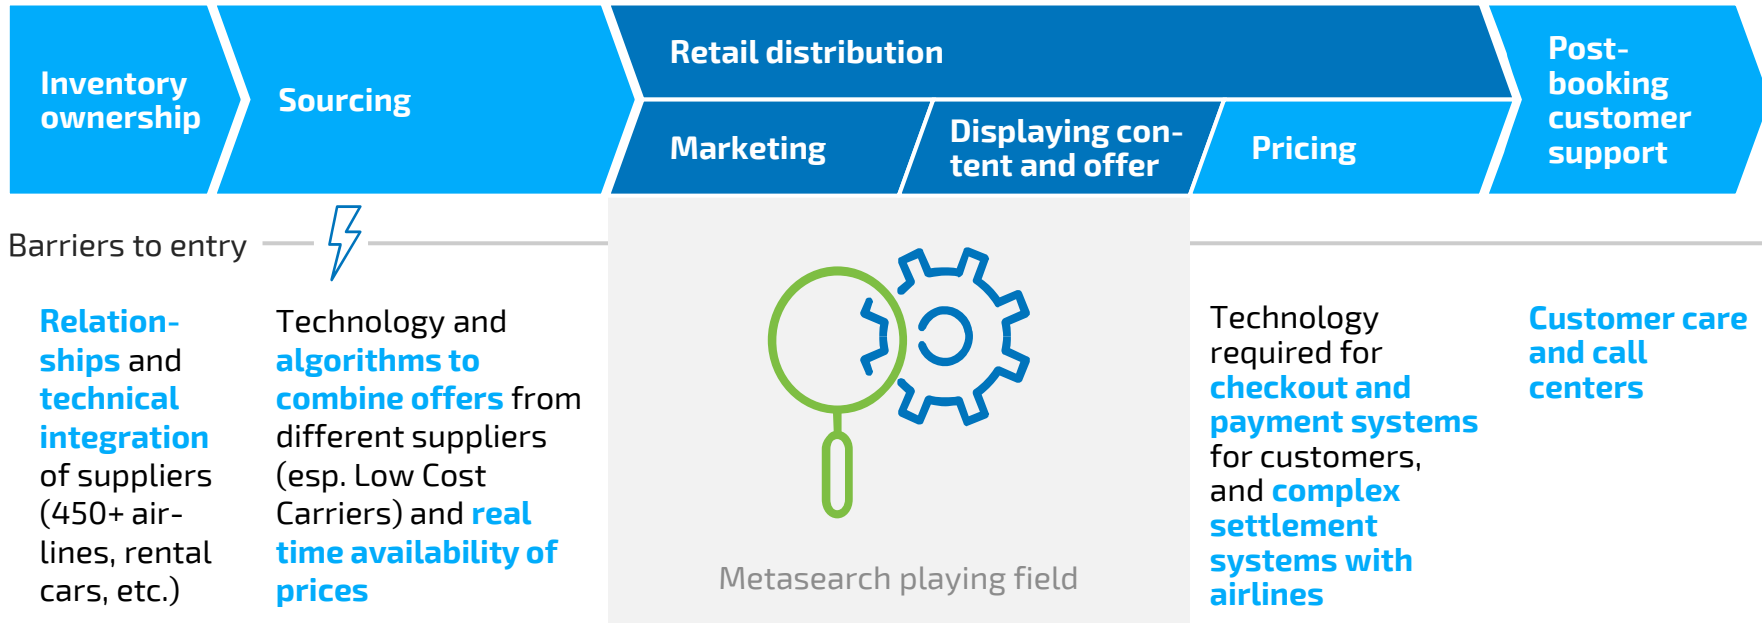 Inventory
ownership
Sourcing
Retail distribution
Marketing
Displaying con-
tent and offer
Pricing
Post-
booking
customer
support
Barriers to entry
Relation-
ships and
technical
integration
of suppliers
(450+ air-
lines, rental
cars, etc.)
Technology and
algorithms to
combine offers from
different suppliers
(esp. Low Cost
Carriers) and real
time availability of
prices
Metasearch playing field
Technology
required for
checkout and
payment systems
for customers,
and complex
settlement
systems with
airlines
Customer care
and call
centers